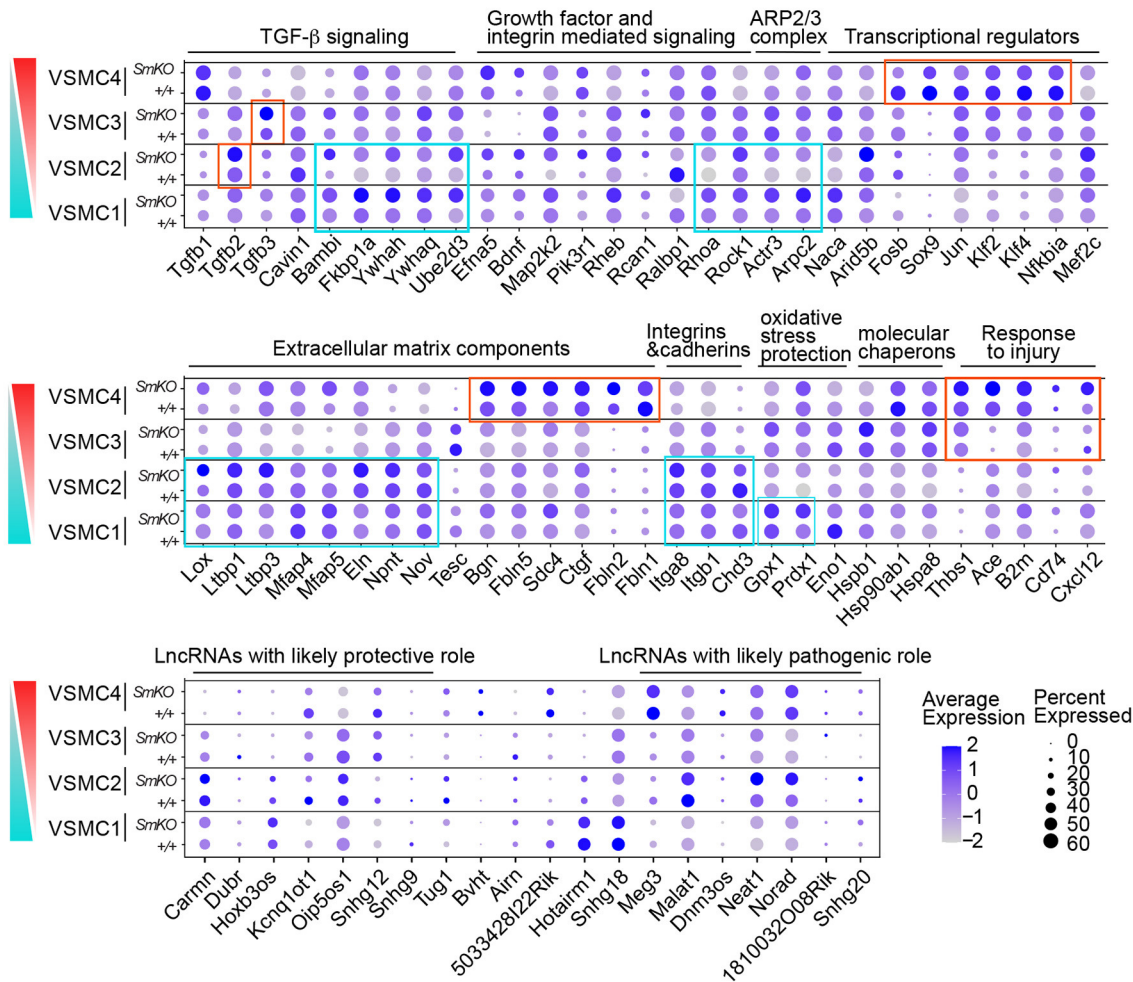 TGF-β signaling
Growth factor and
integrin mediated signaling
ARP2/3
complex
Transcriptional regulators
VSMC4
SmKO
+/+
VSMC3
SmKO
+/+
VSMC2
SmKO
+/+
VSMC1
SmKO
+/+
Tgfb1
Tgfb2
Tgfb3
Cavin1
Bambi
Fkbp1a
Ywhah
Ywhaq
Ube2d3
Efna5
Bdnf
Map2k2
Pik3r1
Rheb
Rcan1
Ralbp1
Rhoa
Rock1
Actr3
Arpc2
Naca
Arid5b
Fosb
Sox9
Jun
Klf2
Klf4
Nfkbia
Mef2c
Extracellular matrix components
Integrins
&cadherins
oxidative
stress
protection
molecular
chaperons
Response
to injury
VSMC4
SmKO
+/+
VSMC3
SmKO
+/+
VSMC2
SmKO
+/+
VSMC1
SmKO
+/+
Lox
Ltbp1
Ltbp3
Mfap4
Mfap5
Eln
Npnt
Nov
Tesc
Bgn
Fbln5
Sdc4
Ctgf
Fbln2
Fbln1
Itga8
Itgb1
Chd3
Gpx1
Prdx1
Eno1
Hspb1
Hsp90ab1
Hspa8
Thbs1
Ace
B2m
Cd74
Cxcl12
LncRNAs with likely protective role
LncRNAs with likely pathogenic role
VSMC4
SmKO
+/+
VSMC3
SmKO
+/+
VSMC2
SmKO
+/+
VSMC1
SmKO
+/+
Carmn
Dubr
Hoxb3os
Kcnq1ot1
Oip5os1
Snhg12
Snhg9
Tug1
Bvht
Airn
5033428I22Rik
Hotairm1
Snhg18
Meg3
Malat1
Dnm3os
Neat1
Norad
1810032O08Rik
Snhg20
Average
Expression
2
1
0
−1
−2
Percent
Expressed
0
10
20
30
40
50
60